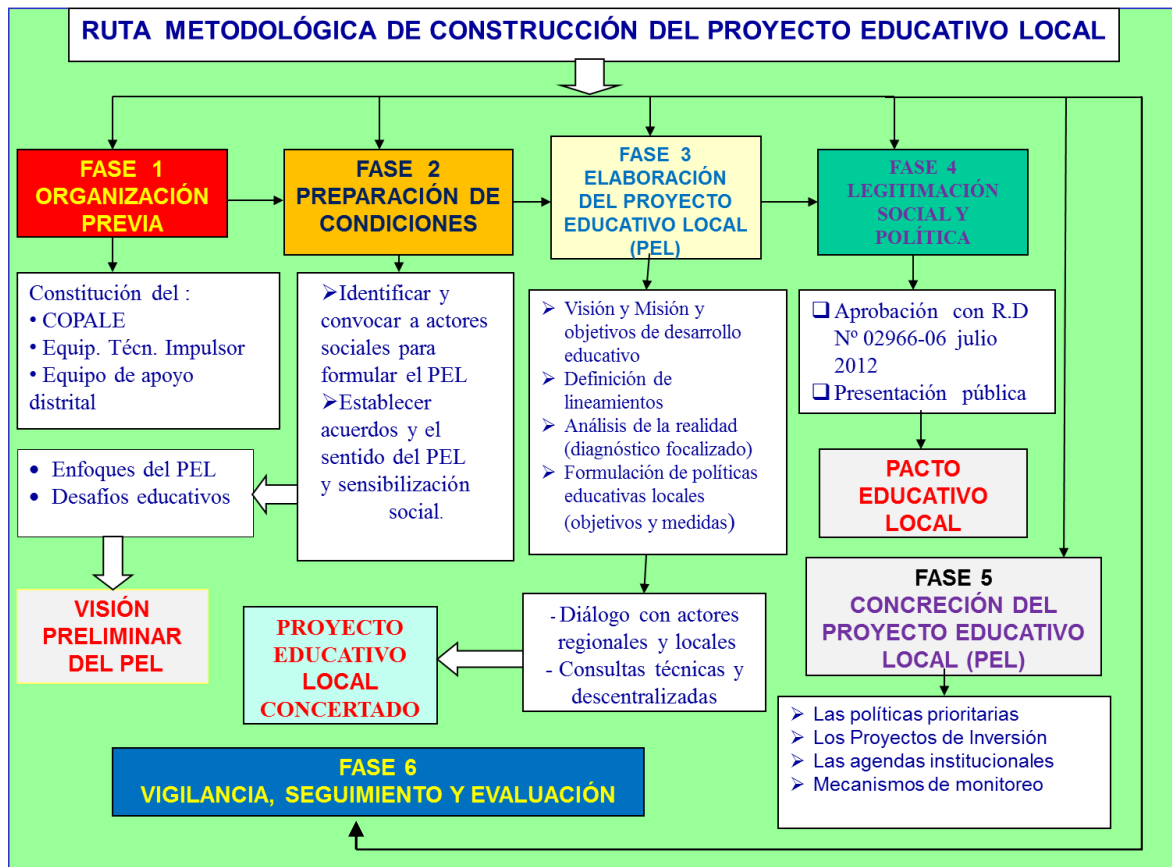 RUTA METODOLÓGICA DE CONSTRUCCIÓN DEL PROYECTO EDUCATIVO LOCAL
FASE 1
ORGANIZACIÓN
PREVIA
FASE 2
PREPARACIÓN DE
CONDICIONES
FASE 3
ELABORACIÓN
DEL PROYECTO
EDUCATIVO LOCAL
(PEL)
FASE 4
LEGITIMACIÓN
SOCIAL Y
POLÍTICA
Constitución del :
• COPALE
• Equip. Técn. Impulsor
• Equipo de apoyo
distrital
➢Identificar y
convocar a actores
sociales para
formular el PEL
➢Establecer
acuerdos y el
sentido del PEL
y sensibilización
social.
➢ Visión y Misión y
objetivos de desarrollo
educativo
➢ Definición de
lineamientos
➢ Análisis de la realidad
(diagnóstico focalizado)
➢ Formulación de políticas
educativas locales
(objetivos y medidas)
❑ Aprobación con R.D
Nº 02966-06 julio
2012
❑ Presentación pública
• Enfoques del PEL
• Desafíos educativos
PACTO
EDUCATIVO
LOCAL
VISIÓN
PRELIMINAR
DEL PEL
PROYECTO
EDUCATIVO
LOCAL
CONCERTADO
- Diálogo con actores
regionales y locales
- Consultas técnicas y
descentralizadas
FASE 5
CONCRECIÓN DEL
PROYECTO EDUCATIVO
LOCAL (PEL)
➢ Las políticas prioritarias
➢ Los Proyectos de Inversión
➢ Las agendas institucionales
➢ Mecanismos de monitoreo
FASE 6
VIGILANCIA, SEGUIMIENTO Y EVALUACIÓN